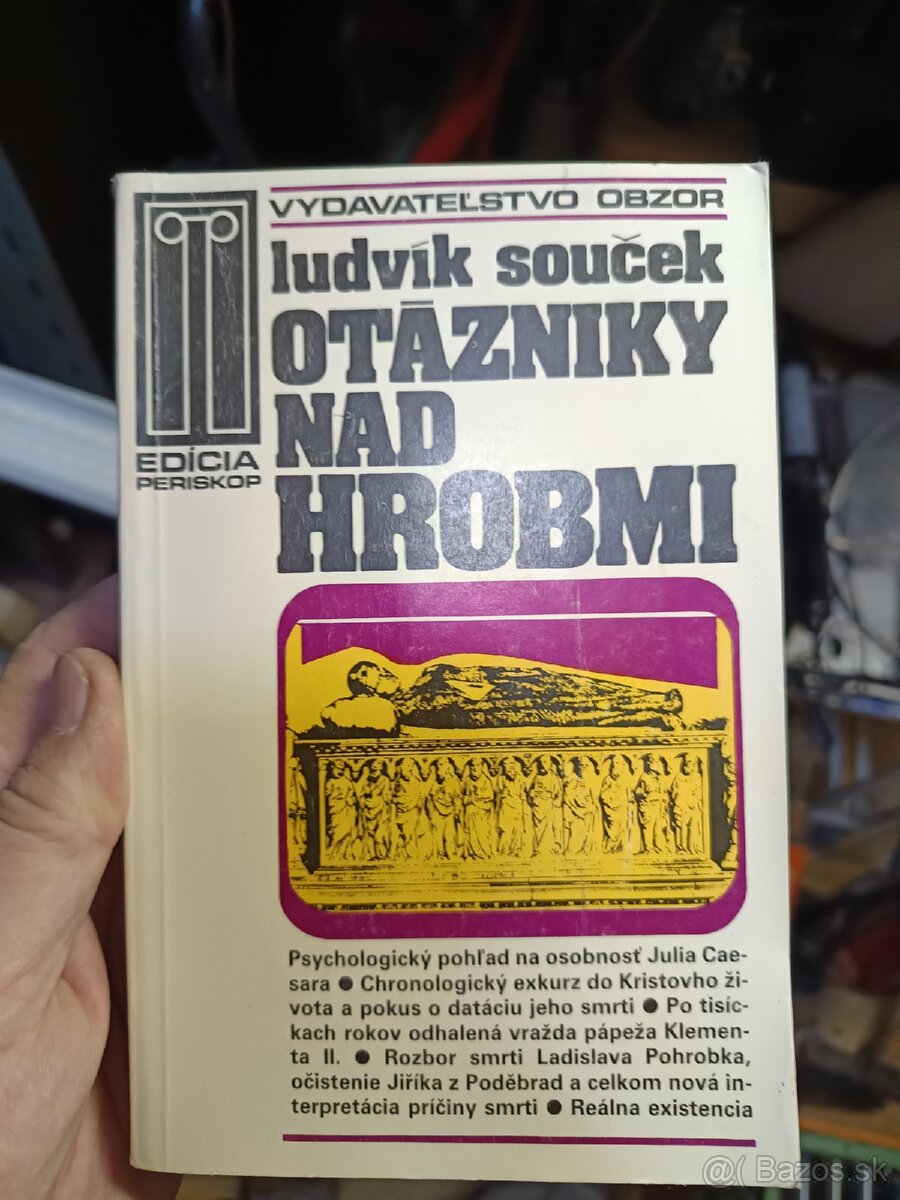 VYDAVATEĽSTVO OBZOR
ludvík souček
OTÁZNIKY
NAD
HROBMI
EDÍCIA
PERISKOP
Psychologický pohľad na osobnosť Julia Cae-
sara ● Chronologický exkurz do Kristovho ži-
vota a pokus o datáciu jeho smrti ● Po tisíc-
kach rokov odhalená vražda pápeža Klemen-
ta II. ● Rozbor smrti Ladislava Pohrobka,
očistenie Jiříka z Poděbrad a celkom nová in-
terpretácia príčiny smrti ● Reálna existencia
@( Bazos.sk